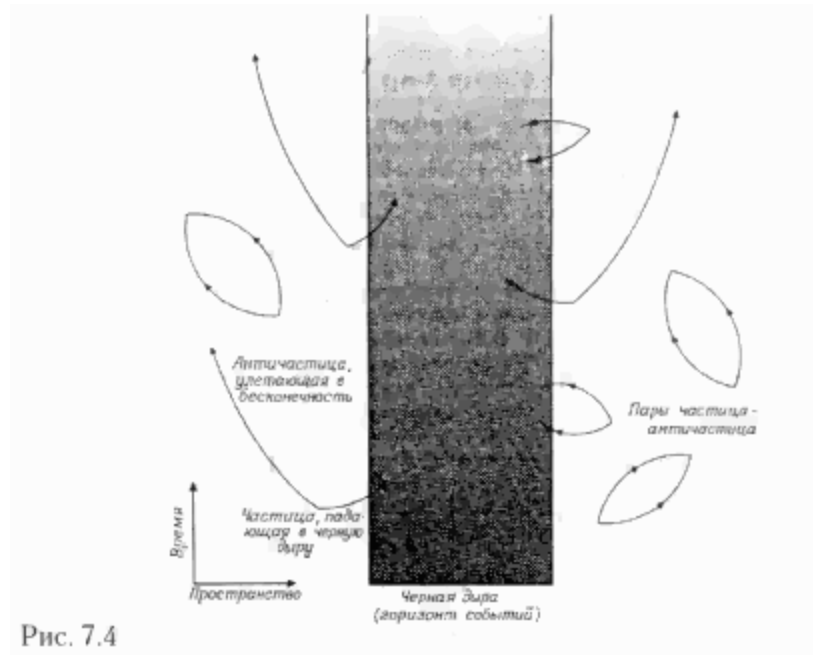 Античастица,
улетающая в
бесконечность
Пары частица-
античастица
Частица, пада-
ющая в черную
дыру
Время
Пространство
Черная дыра
(горизонт событий)
Рис. 7.4